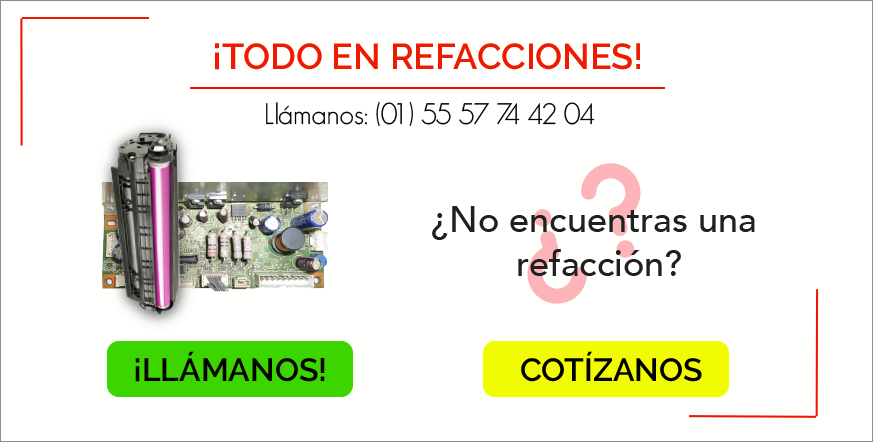 ¡TODO EN REFACCIONES!
Llámanos: (01) 55 57 74 42 04
¿No encuentras una
refacción?
¡LLÁMANOS!
COTÍZANOS